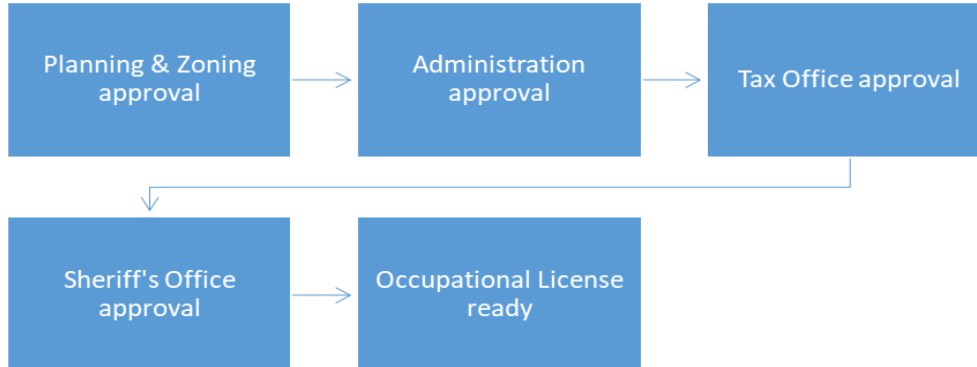 Planning & Zoning
approval
Administration
approval
Tax Office approval
Sheriff's Office
approval
Occupational License
ready